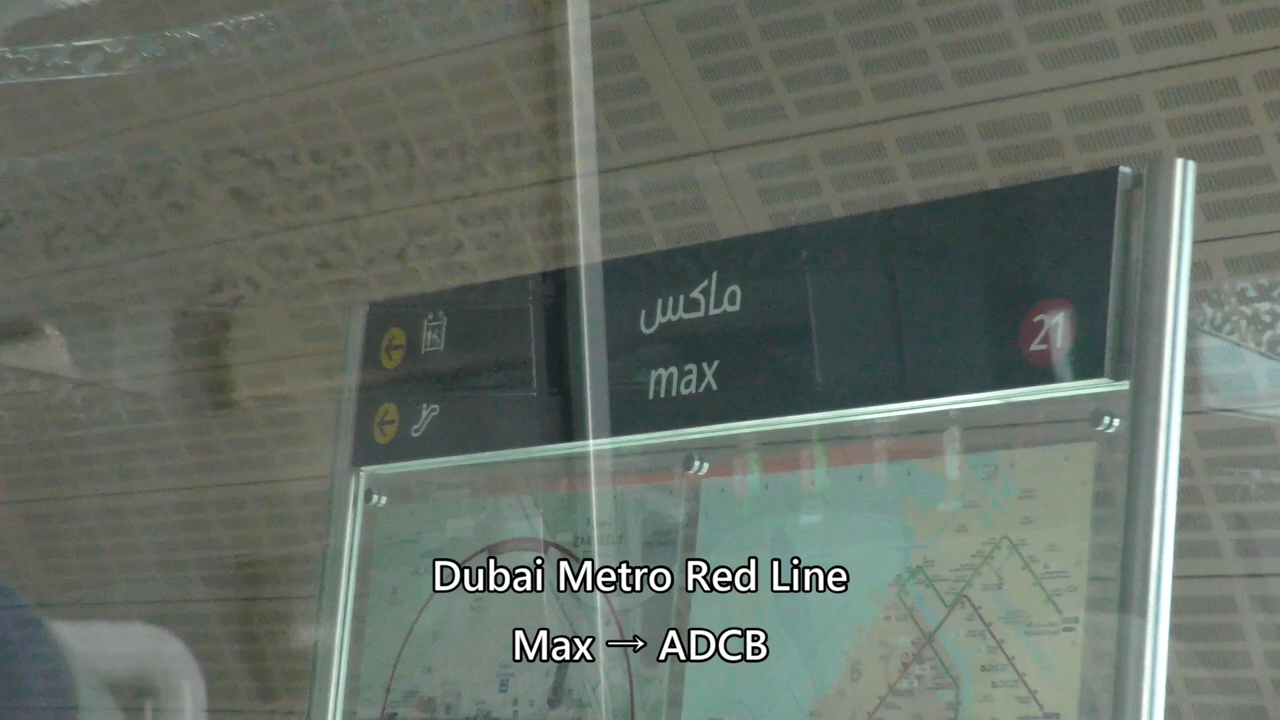 ماكس
max
21
Dubai Metro Red Line
Max → ADCB